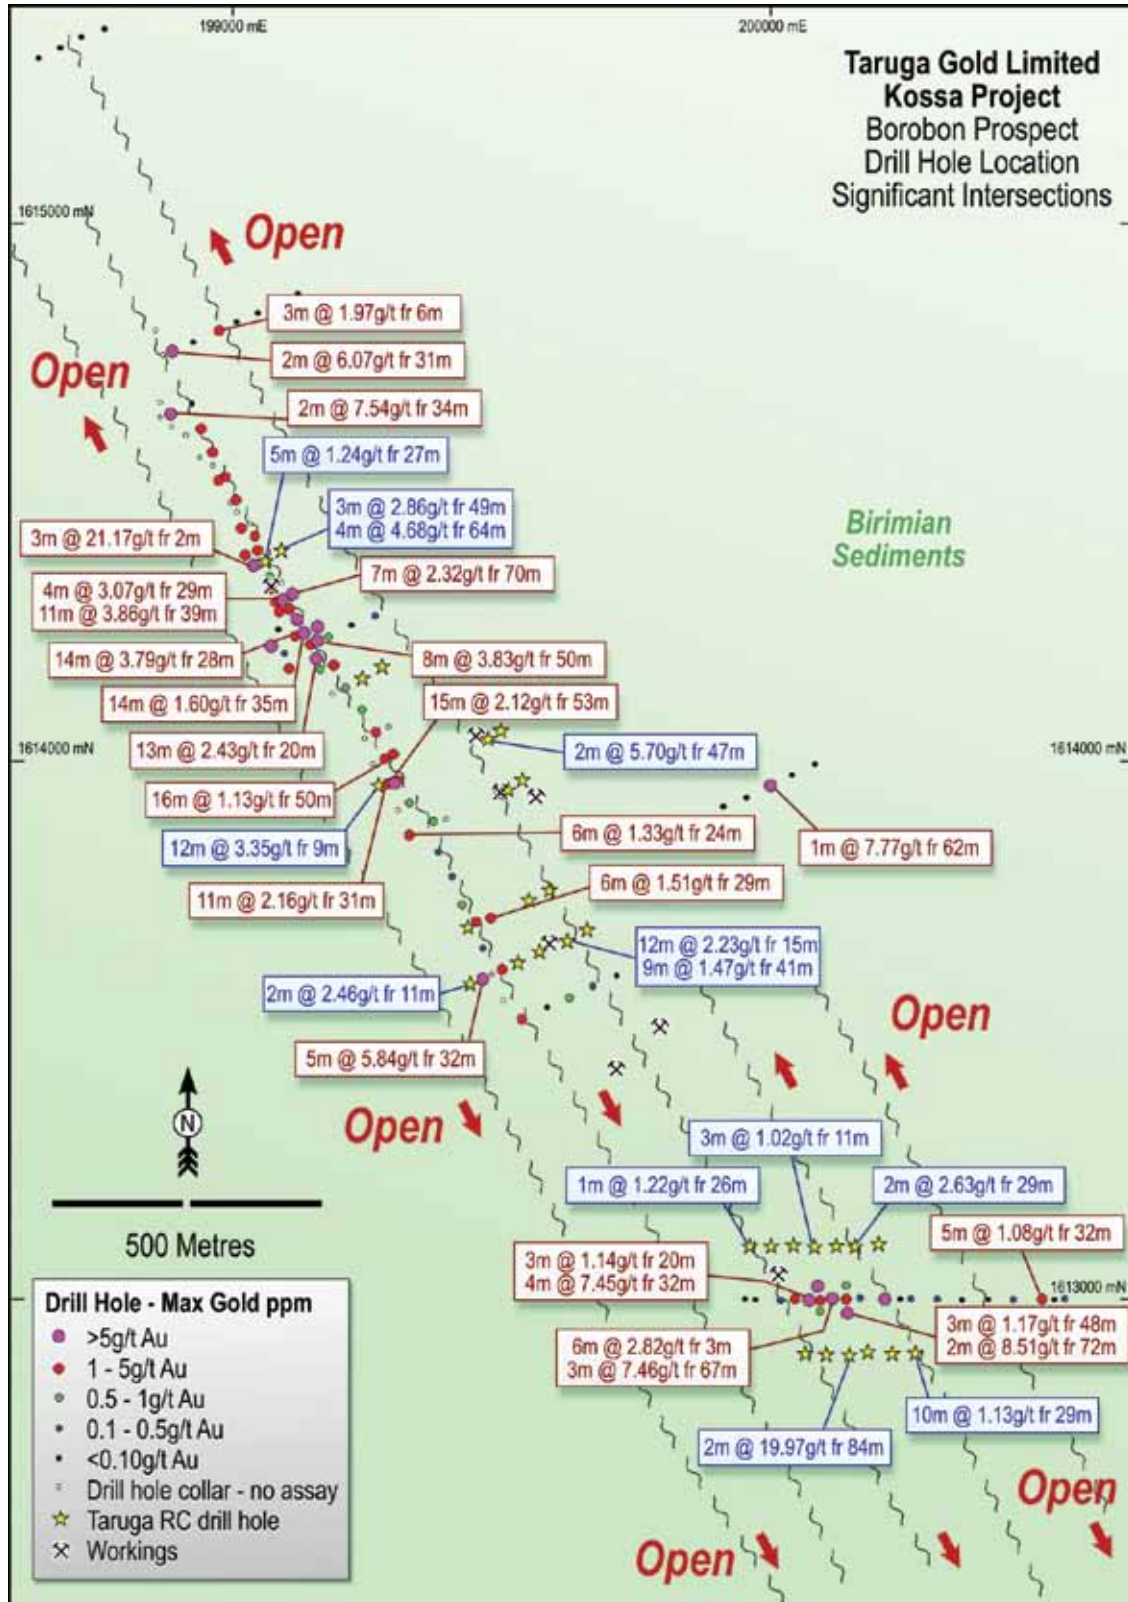 199000 mE
200000 mE
Taruga Gold Limited
Kossa Project
Borobon Prospect
Drill Hole Location
Significant Intersections
1615000 mN
Open
3m @ 1.97g/t fr 6m
2m @ 6.07g/t fr 31m
Open
2m @ 7.54g/t fr 34m
5m @ 1.24g/t fr 27m
3m @ 2.86g/t fr 49m
4m @ 4.68g/t fr 64m
Birimian
Sediments
3m @ 21.17g/t fr 2m
7m @ 2.32g/t fr 70m
4m @ 3.07g/t fr 29m
11m @ 3.86g/t fr 39m
14m @ 3.79g/t fr 28m
8m @ 3.83g/t fr 50m
14m @ 1.60g/t fr 35m
15m @ 2.12g/t fr 53m
13m @ 2.43g/t fr 20m
2m @ 5.70g/t fr 47m
1614000 mN
1614000 mN
16m @ 1.13g/t fr 50m
6m @ 1.33g/t fr 24m
1m @ 7.77g/t fr 62m
12m @ 3.35g/t fr 9m
11m @ 2.16g/t fr 31m
6m @ 1.51g/t fr 29m
12m @ 2.23g/t fr 15m
9m @ 1.47g/t fr 41m
2m @ 2.46g/t fr 11m
Open
5m @ 5.84g/t fr 32m
Open
N
500 Metres
3m @ 1.02g/t fr 11m
1m @ 1.22g/t fr 26m
2m @ 2.63g/t fr 29m
5m @ 1.08g/t fr 32m
3m @ 1.14g/t fr 20m
4m @ 7.45g/t fr 32m
1613000 mN
3m @ 1.17g/t fr 48m
2m @ 8.51g/t fr 72m
6m @ 2.82g/t fr 3m
3m @ 7.46g/t fr 67m
10m @ 1.13g/t fr 29m
2m @ 19.97g/t fr 84m
Open
Open
Drill Hole - Max Gold ppm
>5g/t Au
1 - 5g/t Au
0.5 - 1g/t Au
0.1 - 0.5g/t Au
<0.10g/t Au
Drill hole collar - no assay
Taruga RC drill hole
Workings